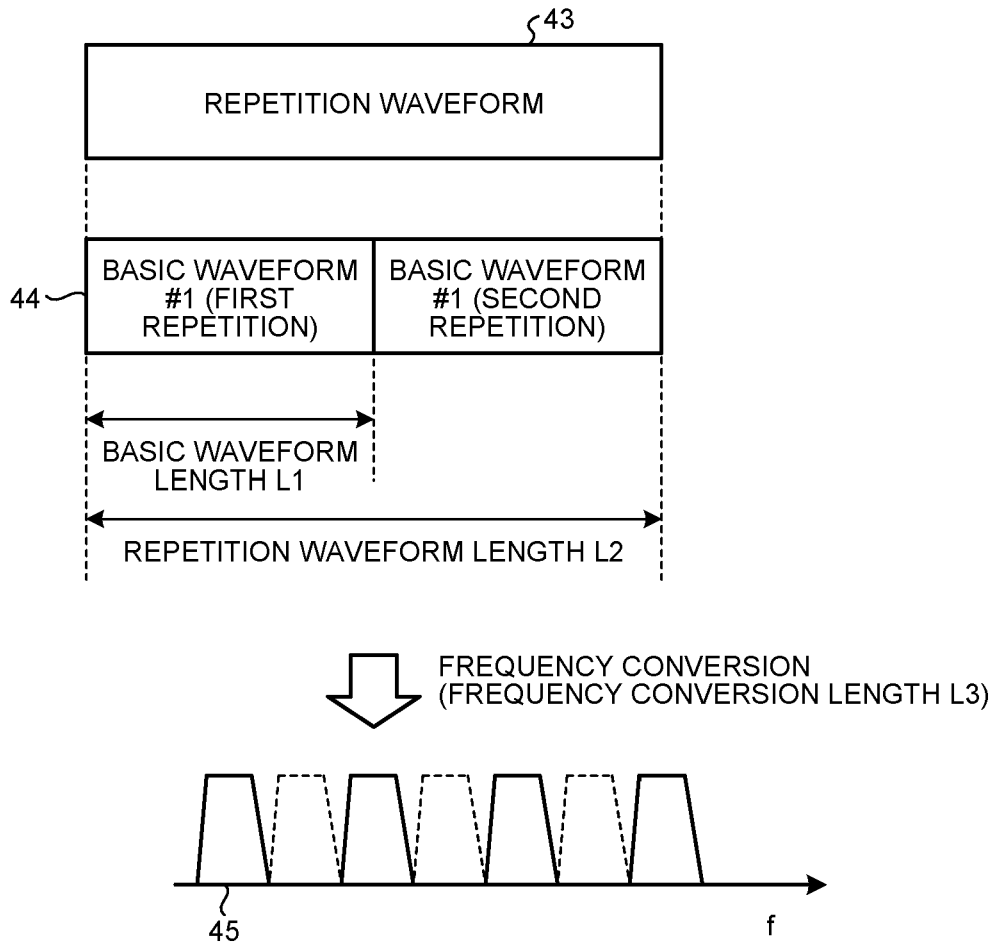 43
REPETITION WAVEFORM
44
BASIC WAVEFORM
#1 (FIRST
REPETITION)
BASIC WAVEFORM
#1 (SECOND
REPETITION)
BASIC WAVEFORM
LENGTH L1
REPETITION WAVEFORM LENGTH L2
FREQUENCY CONVERSION
(FREQUENCY CONVERSION LENGTH L3)
45
f